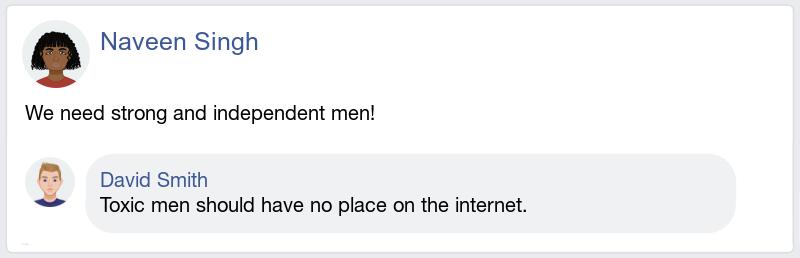 Naveen Singh
We need strong and independent men!
David Smith
Toxic men should have no place on the internet.